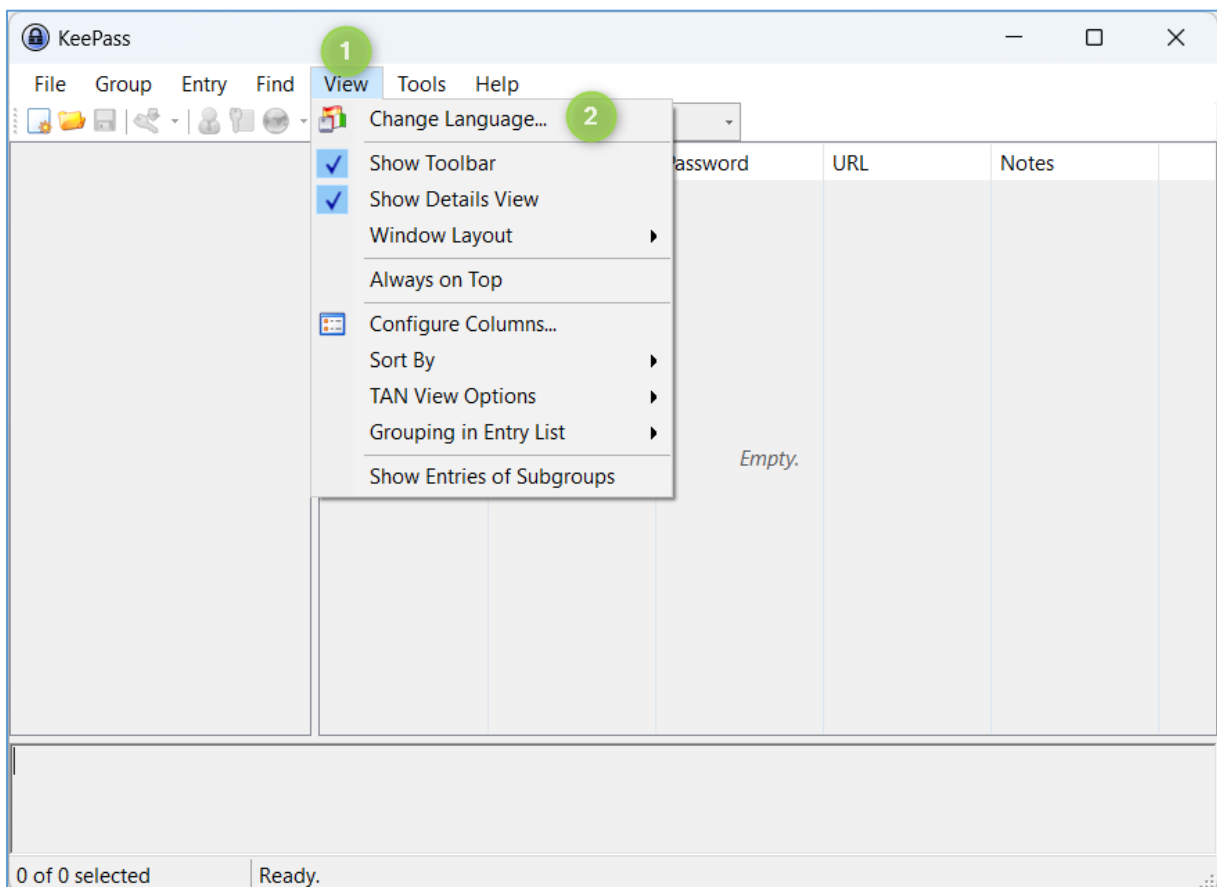 KeePass
1
File Group Entry Find View Tools Help
Change Language... 2
Show Toolbar
Password URL Notes
Show Details View
Window Layout
Always on Top
Configure Columns...
Sort By
TAN View Options
Grouping in Entry List
Empty.
Show Entries of Subgroups
0 of 0 selected Ready.